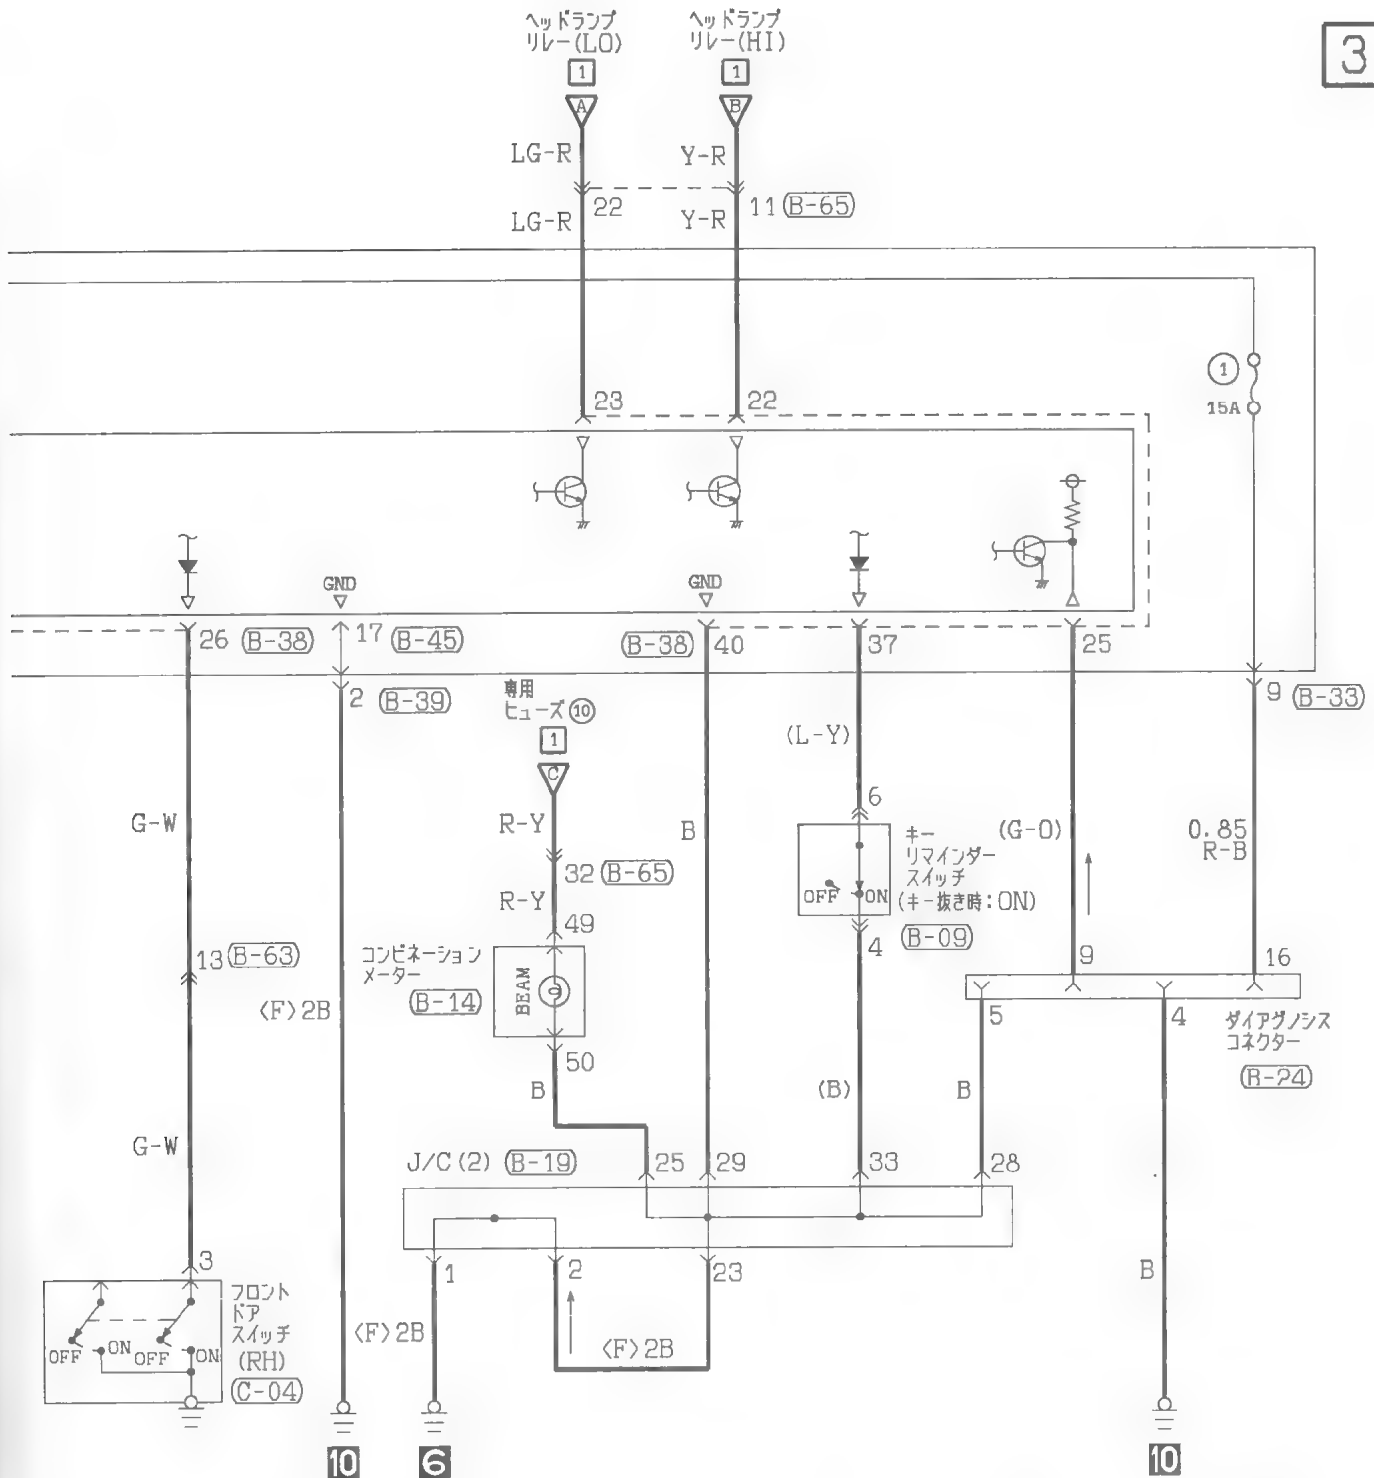 ヘッドランプ
リレー(LO)
ヘッドランプ
リレー(HI)
3
1
1
A
B
LG-R
Y-R
22
11 (B-65)
LG-R
Y-R
1
15A
23
22
GND
GND
26 (B-38)
17 (B-45)
(B-38) 40
37
25
2 (B-39)
9 (B-33)
専用
ヒューズ ⑩
1
C
(L-Y)
G-W
R-Y
B
6
(G-O)
0.85
R-B
キー
リマインダー
スイッチ
(キー抜き時:ON)
OFF
ON
32 (B-65)
R-Y
49
4
(B-09)
13 (B-63)
コンビネーション
メーター
(B-14)
BEAM
9
16
<F>2B
5
4
ダイアグノシス
コネクター
(B-24)
50
B
(B)
B
G-W
J/C(2) (B-19)
25
29
33
28
3
1
2
23
B
フロント
ドア
スイッチ
(RH)
(C-04)
OFF
ON
OFF
ON
<F>2B
<F>2B
10
6
10